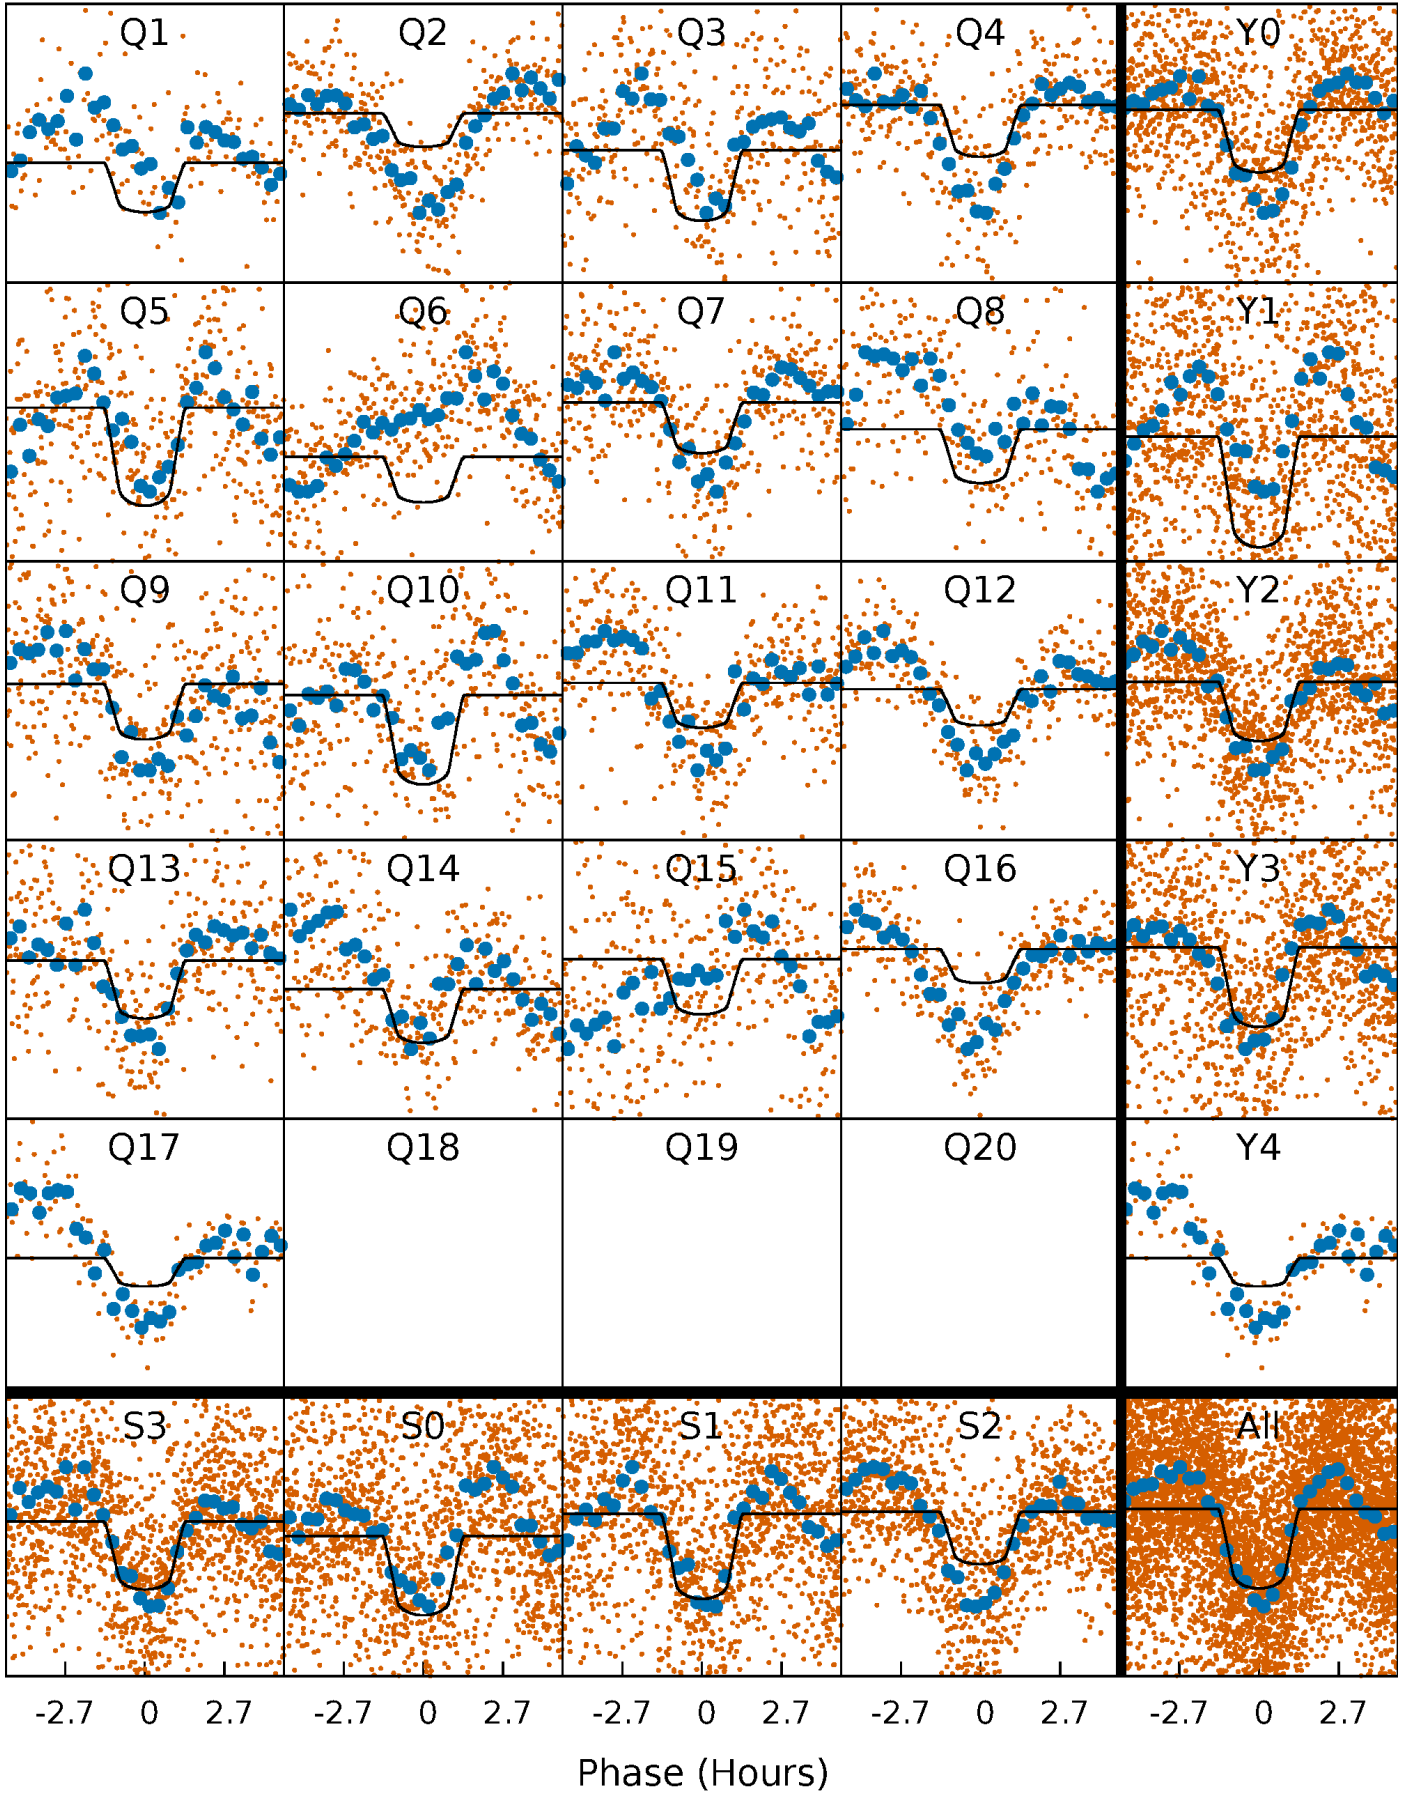 Q1 Q2 Q3 Q4 Y0
Q5 Q6 Q7 Q8 Y1
Q9 Q10 Q11 Q12 Y2
Q13 Q14 Q15 Q16 Y3
Q17 Q18 Q19 Q20 Y4
S3 S0 S1 S2 All
-2.7 0 2.7 -2.7 0 2.7 -2.7 0 2.7 -2.7 0 2.7 -2.7 0 2.7
Phase (Hours)